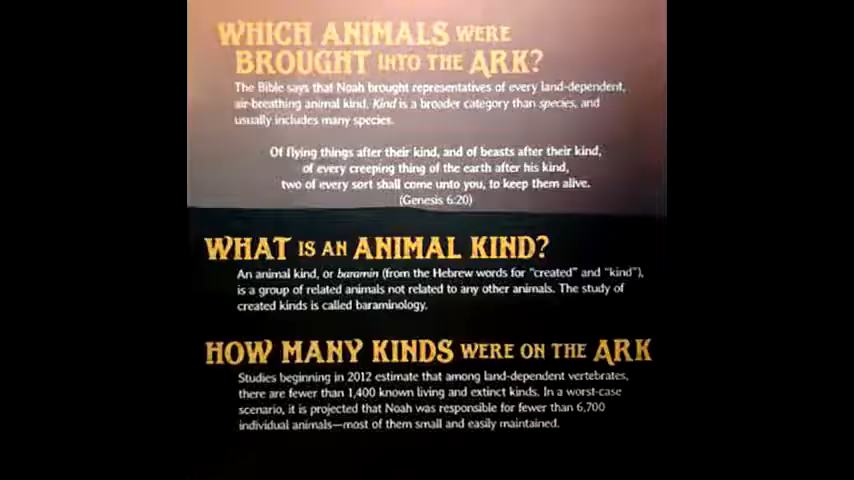 WHICH ANIMALS WERE
BROUGHT INTO THE ARK?
The Bible says that Noah brought representatives of every land-dependent,
air-breathing animal kind. Kind is a broader category than species, and
usually includes many species.
Of flying things after their kind, and of beasts after their kind,
of every creeping thing of the earth after his kind,
two of every sort shall come unto you, to keep them alive.
(Genesis 6:20)
WHAT IS AN ANIMAL KIND?
An animal kind, or baramin (from the Hebrew words for "created" and "kind"),
is a group of related animals not related to any other animals. The study of
created kinds is called baraminology.
HOW MANY KINDS WERE ON THE ARK
Studies beginning in 2012 estimate that among land-dependent vertebrates,
there are fewer than 1,400 known living and extinct kinds. In a worst-case
scenario, it is projected that Noah was responsible for fewer than 6,700
individual animals—most of them small and easily maintained.